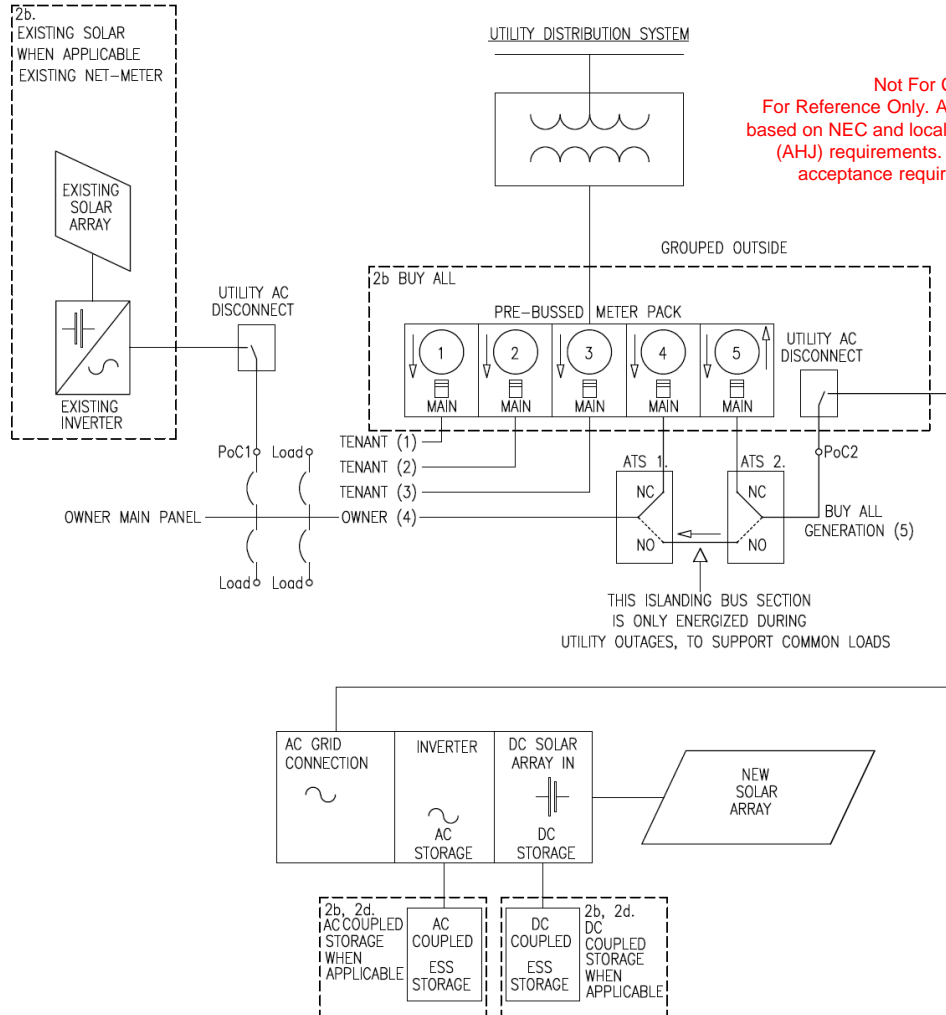 2b.
EXISTING SOLAR
WHEN APPLICABLE
EXISTING NET-METER
EXISTING
SOLAR
ARRAY
EXISTING
INVERTER
UTILITY AC
DISCONNECT
UTILITY DISTRIBUTION SYSTEM
Not For
For Reference Only.
based on NEC and local
(AHJ) requirements.
acceptance
GROUPED OUTSIDE
2b BUY ALL
PRE-BUSSED METER PACK
1
2
3
4
5
MAIN
MAIN
MAIN
MAIN
MAIN
UTILITY AC
DISCONNECT
PoC1
Load
TENANT (1)
TENANT (2)
TENANT (3)
OWNER MAIN PANEL
OWNER (4)
Load
Load
ATS 1.
NC
NO
ATS 2.
NC
NO
PoC2
BUY ALL
GENERATION (5)
THIS ISLANDING BUS SECTION
IS ONLY ENERGIZED DURING
UTILITY OUTAGES, TO SUPPORT COMMON LOADS
AC GRID
CONNECTION
INVERTER
AC
STORAGE
DC SOLAR
ARRAY IN
DC
STORAGE
NEW
SOLAR
ARRAY
2b, 2d.
AC COUPLED
STORAGE
WHEN
APPLICABLE
AC
COUPLED
ESS
STORAGE
DC
COUPLED
ESS
STORAGE
2b, 2d.
DC
COUPLED
STORAGE
WHEN
APPLICABLE